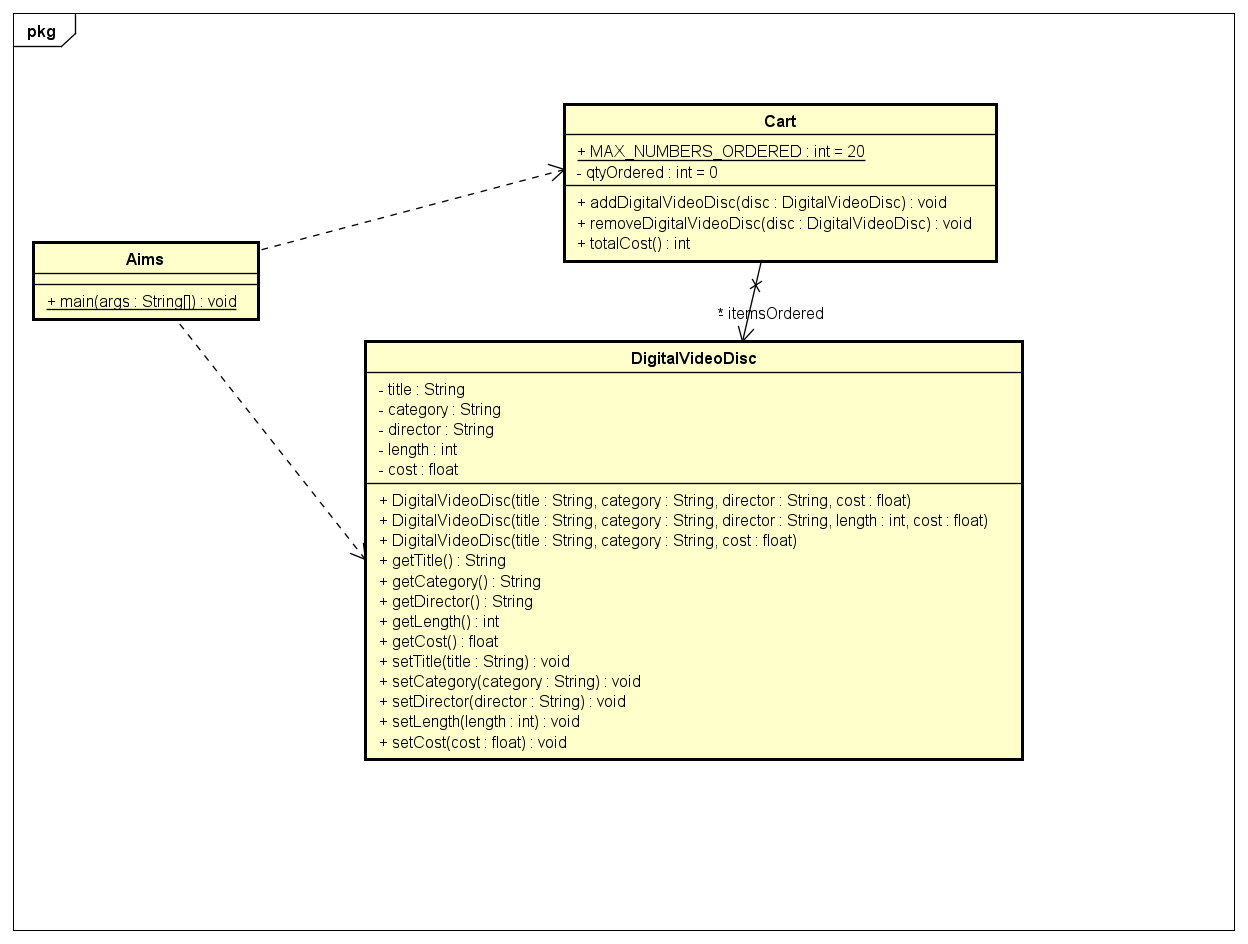 pkg
Cart
+ MAX_NUMBERS_ORDERED : int = 20
- qtyOrdered : int = 0
+ addDigitalVideoDisc(disc : DigitalVideoDisc) : void
+ removeDigitalVideoDisc(disc : DigitalVideoDisc) : void
+ totalCost() : int
Aims
+ main(args : String[]) : void
* - itemsOrdered
DigitalVideoDisc
- title : String
- category : String
- director : String
- length : int
- cost : float
+ DigitalVideoDisc(title : String, category : String, director : String, cost : float)
+ DigitalVideoDisc(title : String, category : String, director : String, length : int, cost : float)
+ DigitalVideoDisc(title : String, category : String, cost : float)
+ getTitle() : String
+ getCategory() : String
+ getDirector() : String
+ getLength() : int
+ getCost() : float
+ setTitle(title : String) : void
+ setCategory(category : String) : void
+ setDirector(director : String) : void
+ setLength(length : int) : void
+ setCost(cost : float) : void